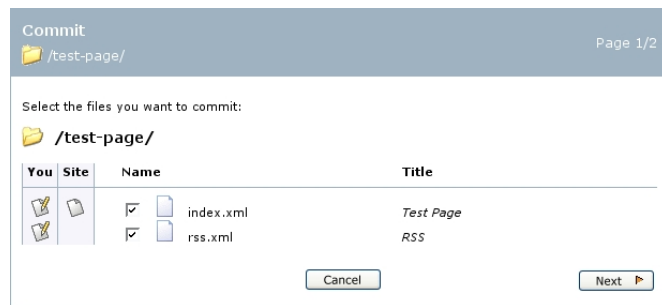 Commit
/test-page/
Page 1/2
Select the files you want to commit:
/test-page/
You Site Name Title
index.xml Test Page
rss.xml RSS
Cancel Next